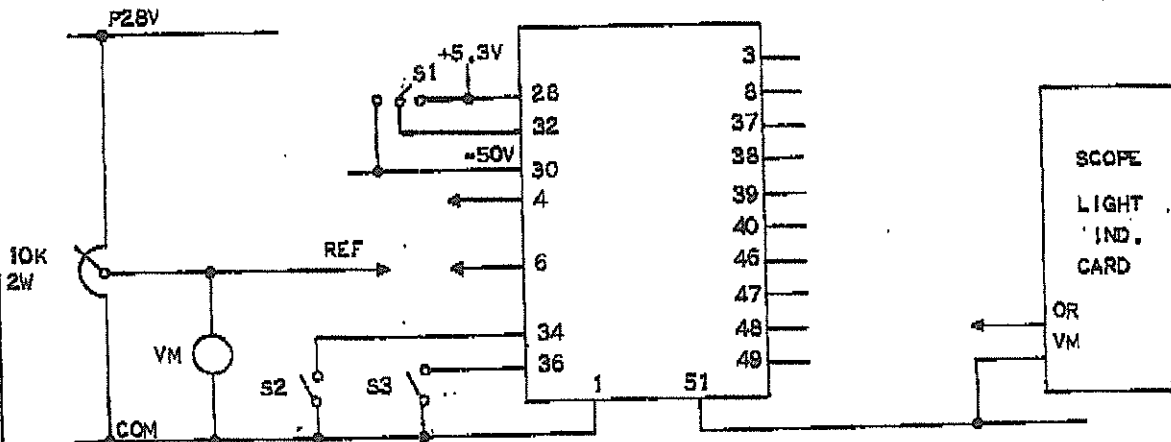 P28V
+5.3V
S1
28
32
-50V
30
4
10K
2W
REF
6
VM
34
S2
S3
36
COM
1
51
3
8
37
38
39
40
46
47
48
49
SCOPE
LIGHT
IND.
CARD
OR
VM